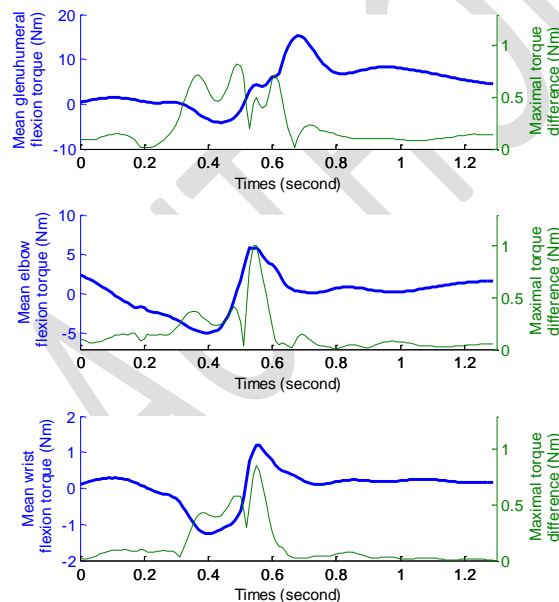 Mean glenuhumeral
flexion torque (Nm)
20
10
0
-10
0 0.2 0.4 0.6 0.8 1 1.2
Times (second)
1
0.5
0
Maximal torque
difference (Nm)
Mean elbow
flexion torque (Nm)
10
5
0
-5
0 0.2 0.4 0.6 0.8 1 1.2
Times (second)
1
0.5
0
Maximal torque
difference (Nm)
Mean wrist
flexion torque (Nm)
2
1
0
-1
-2
0 0.2 0.4 0.6 0.8 1 1.2
Times (second)
1
0.5
0
Maximal torque
difference (Nm)